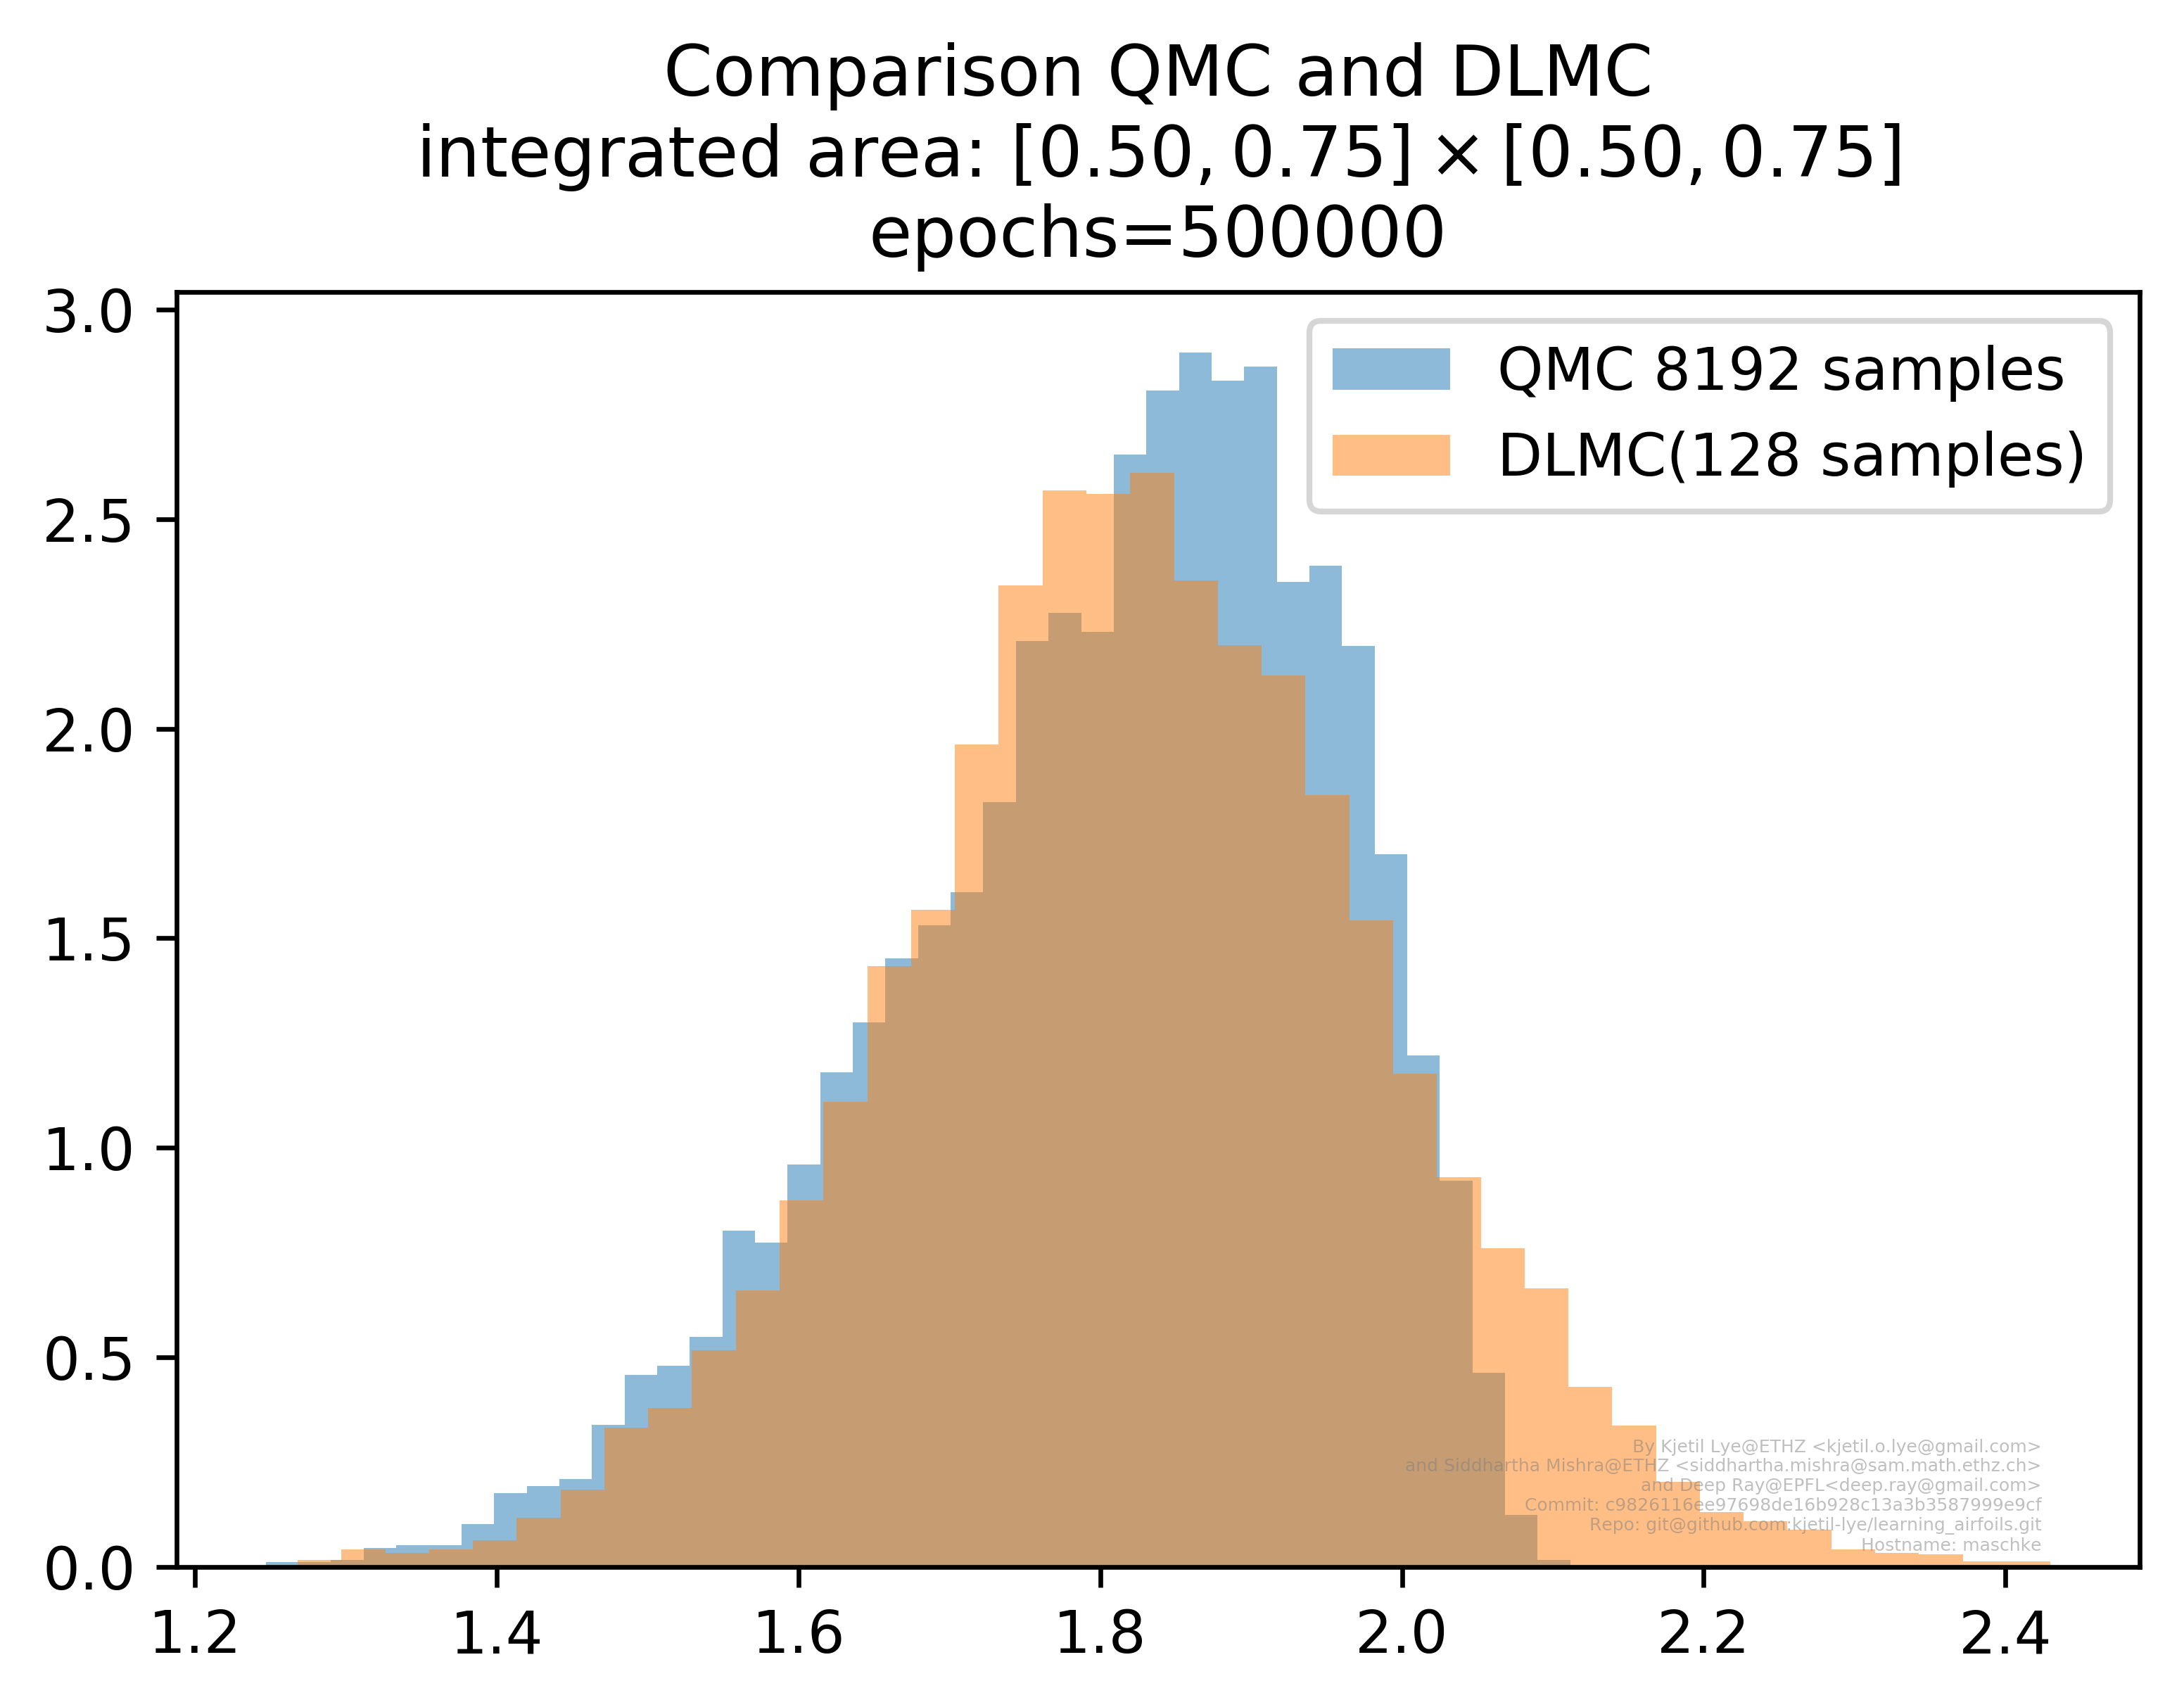 Comparison QMC and DLMC
integrated area: [0.50, 0.75] × [0.50, 0.75]
epochs=500000
3.0
2.5
2.0
1.5
1.0
0.5
0.0
QMC 8192 samples
DLMC(128 samples)
By Kjetil Lye@ETHZ <kjetil.o.lye@gmail.com>
and Siddhartha Mishra@ETHZ <siddhartha.mishra@sam.math.ethz.ch>
and Deep Ray@EPFL<deep.ray@gmail.com>
Commit: c9826116ee97698de16b928c13a3b3587999e9cf
Repo: git@github.com:kjetil-lye/learning_airfoils.git
Hostname: maschke
1.2 1.4 1.6 1.8 2.0 2.2 2.4